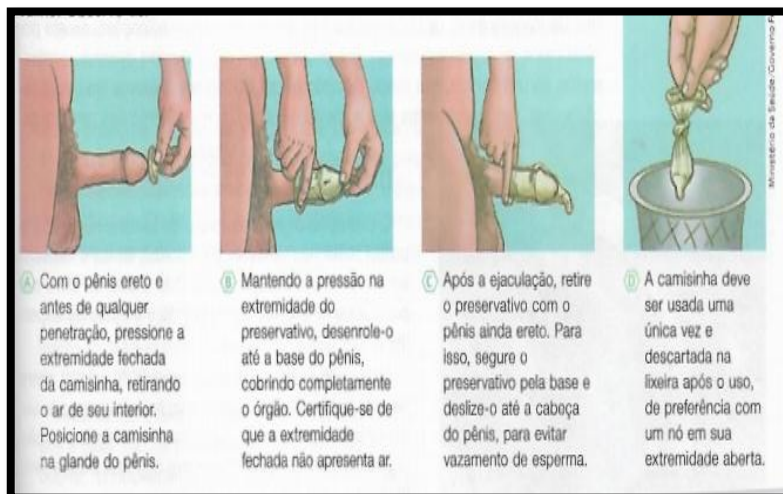 A Com o pênis ereto e
antes de qualquer
penetração, pressione a
extremidade fechada
da camisinha, retirando
o ar de seu interior.
Posicione a camisinha
na glande do pênis.
B Mantendo a pressão na
extremidade do
preservativo, desenrole-o
até a base do pênis,
cobrindo completamente
o órgão. Certifique-se de
que a extremidade
fechada não apresenta ar.
C Após a ejaculação, retire
o preservativo com o
pênis ainda ereto. Para
isso, segure o
preservativo pela base e
deslize-o até a cabeça
do pênis, para evitar
vazamento de esperma.
D A camisinha deve
ser usada uma
única vez e
descartada na
lixeira após o uso,
de preferência com
um nó em sua
extremidade aberta.
Ministério da Saúde/Governo